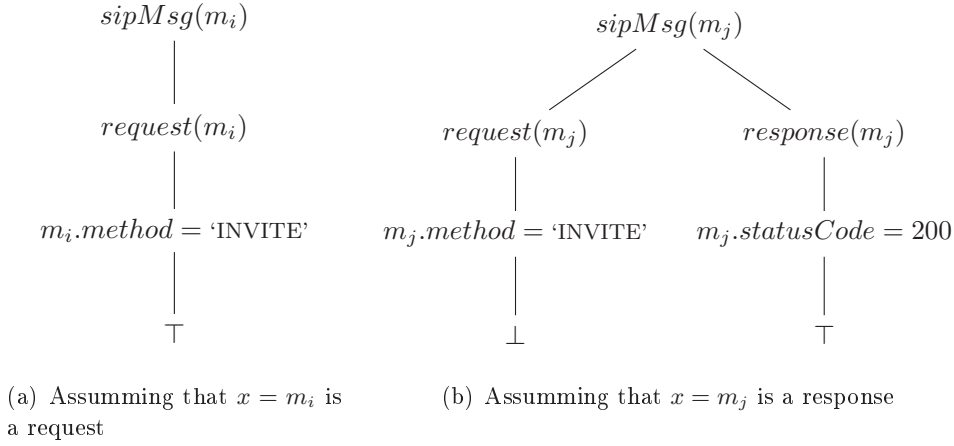 sipMsg(m_i)
sipMsg(m_j)
request(m_i)
request(m_j)
response(m_j)
m_i.method = ‘INVITE’
m_j.method = ‘INVITE’
m_j.statusCode = 200
⊤
⊥
⊤
(a) Assumming that x = m_i is
a request
(b) Assumming that x = m_j is a response